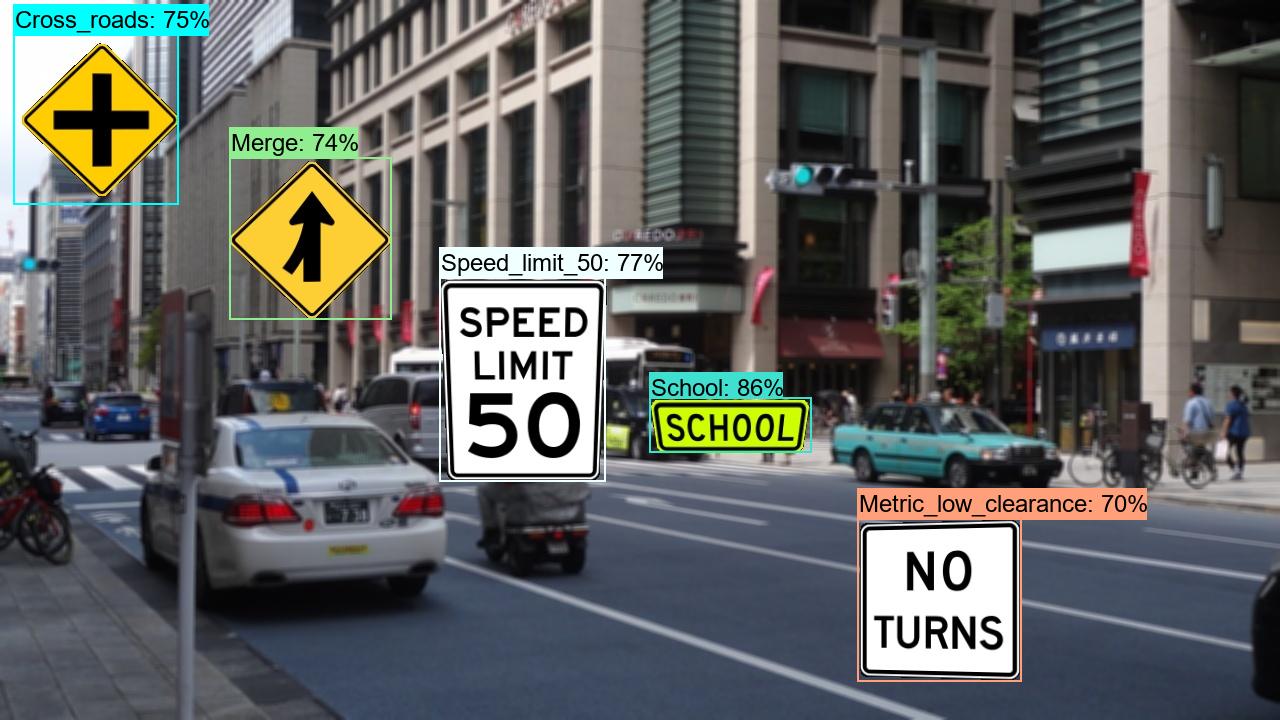 Cross_roads: 75%
Merge: 74%
Speed_limit_50: 77%
SPEED
LIMIT
50
School: 86%
SCHOOL
Metric_low_clearance: 70%
NO
TURNS